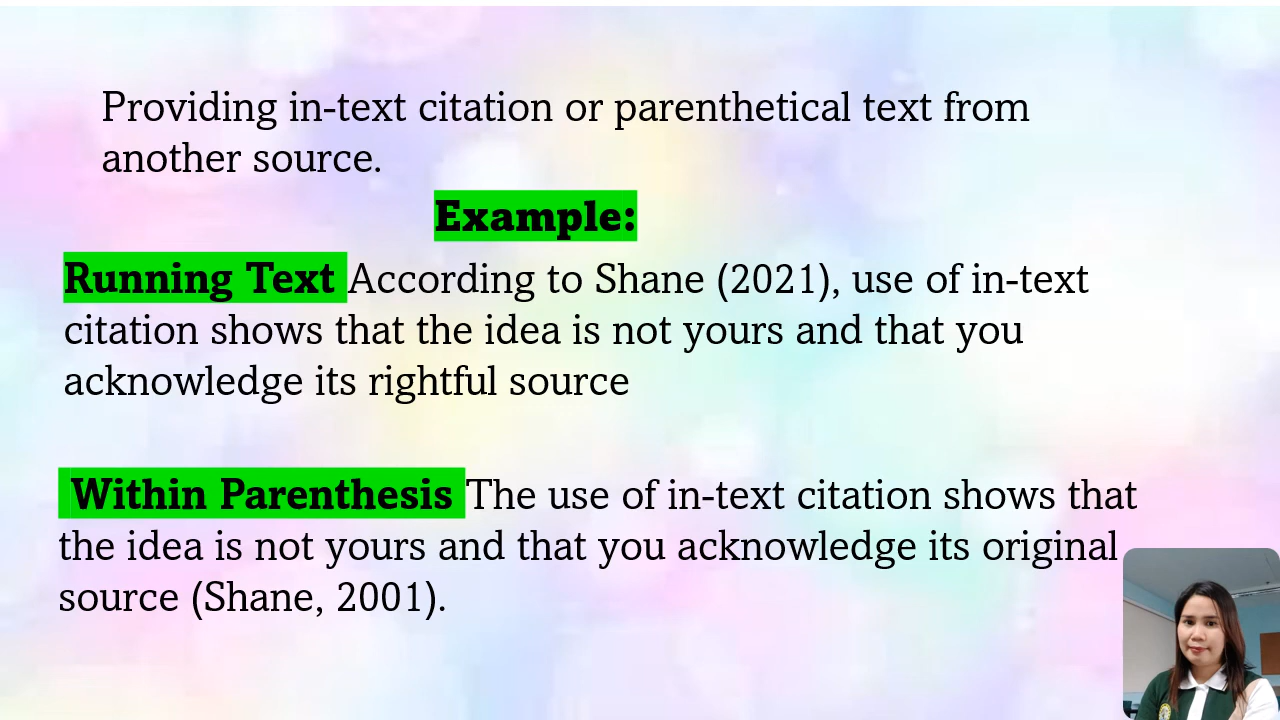 Providing in-text citation or parenthetical text from
another source.
Example:
Running Text According to Shane (2021), use of in-text
citation shows that the idea is not yours and that you
acknowledge its rightful source
Within Parenthesis The use of in-text citation shows that
the idea is not yours and that you acknowledge its original
source (Shane, 2001).